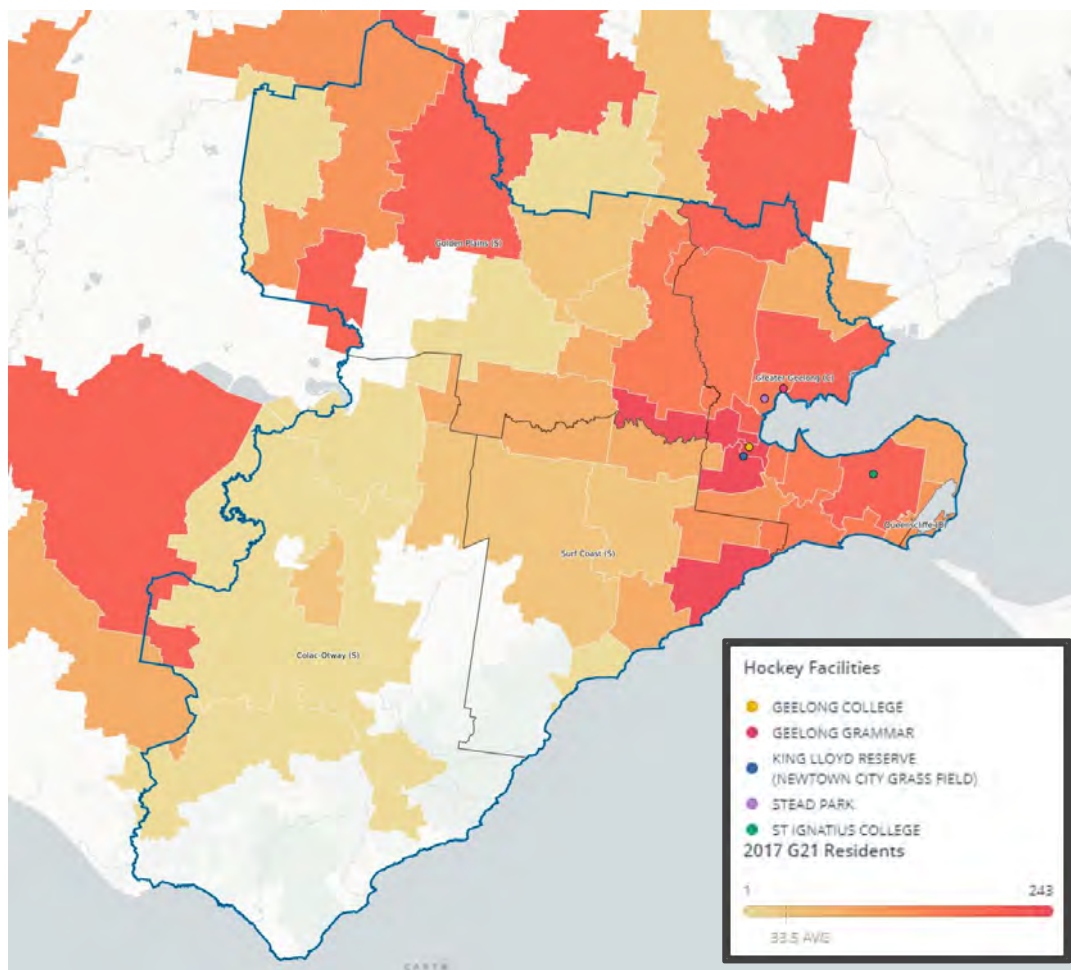 Golden Plains (S)
Greater Geelong (C)
Queenscliffe (B)
Surf Coast (S)
Colac-Otway (S)
Hockey Facilities
GEELONG COLLEGE
GEELONG GRAMMAR
KING LLOYD RESERVE
(NEWTOWN CITY GRASS FIELD)
STEAD PARK
ST IGNATIUS COLLEGE
2017 G21 Residents
1 243
33.5 AVG